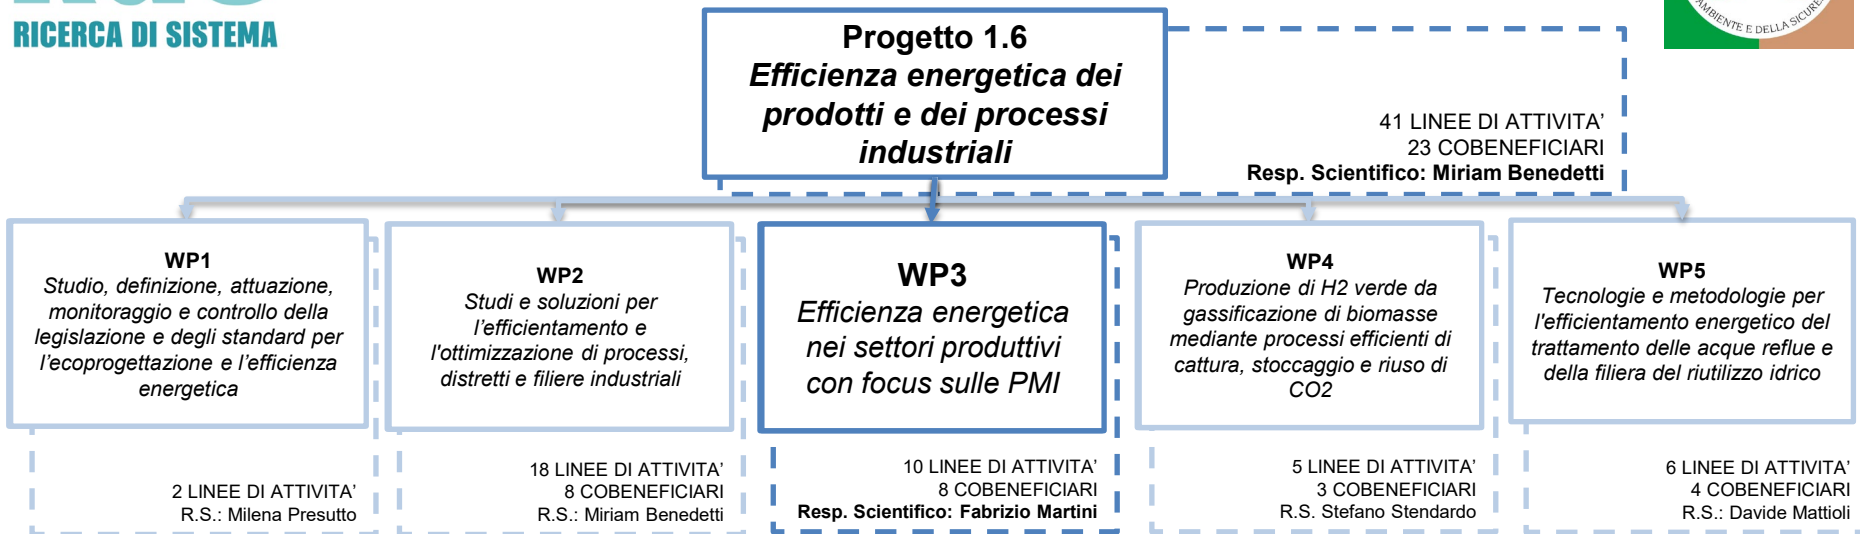 RICERCA DI SISTEMA
AMBIENTE E DELLA SICUREZ
Progetto 1.6
Efficienza energetica dei
prodotti e dei processi
industriali
41 LINEE DI ATTIVITA’
23 COBENEFICIARI
Resp. Scientifico: Miriam Benedetti
WP1
Studio, definizione, attuazione,
monitoraggio e controllo della
legislazione e degli standard per
l’ecoprogettazione e l’efficienza
energetica
2 LINEE DI ATTIVITA’
R.S.: Milena Presutto
WP2
Studi e soluzioni per
l’efficientamento e
l'ottimizzazione di processi,
distretti e filiere industriali
18 LINEE DI ATTIVITA’
8 COBENEFICIARI
R.S.: Miriam Benedetti
WP3
Efficienza energetica
nei settori produttivi
con focus sulle PMI
10 LINEE DI ATTIVITA’
8 COBENEFICIARI
Resp. Scientifico: Fabrizio Martini
WP4
Produzione di H2 verde da
gassificazione di biomasse
mediante processi efficienti di
cattura, stoccaggio e riuso di
CO2
5 LINEE DI ATTIVITA’
3 COBENEFICIARI
R.S. Stefano Stendardo
WP5
Tecnologie e metodologie per
l'efficientamento energetico del
trattamento delle acque reflue e
della filiera del riutilizzo idrico
6 LINEE DI ATTIVITA’
4 COBENEFICIARI
R.S.: Davide Mattioli